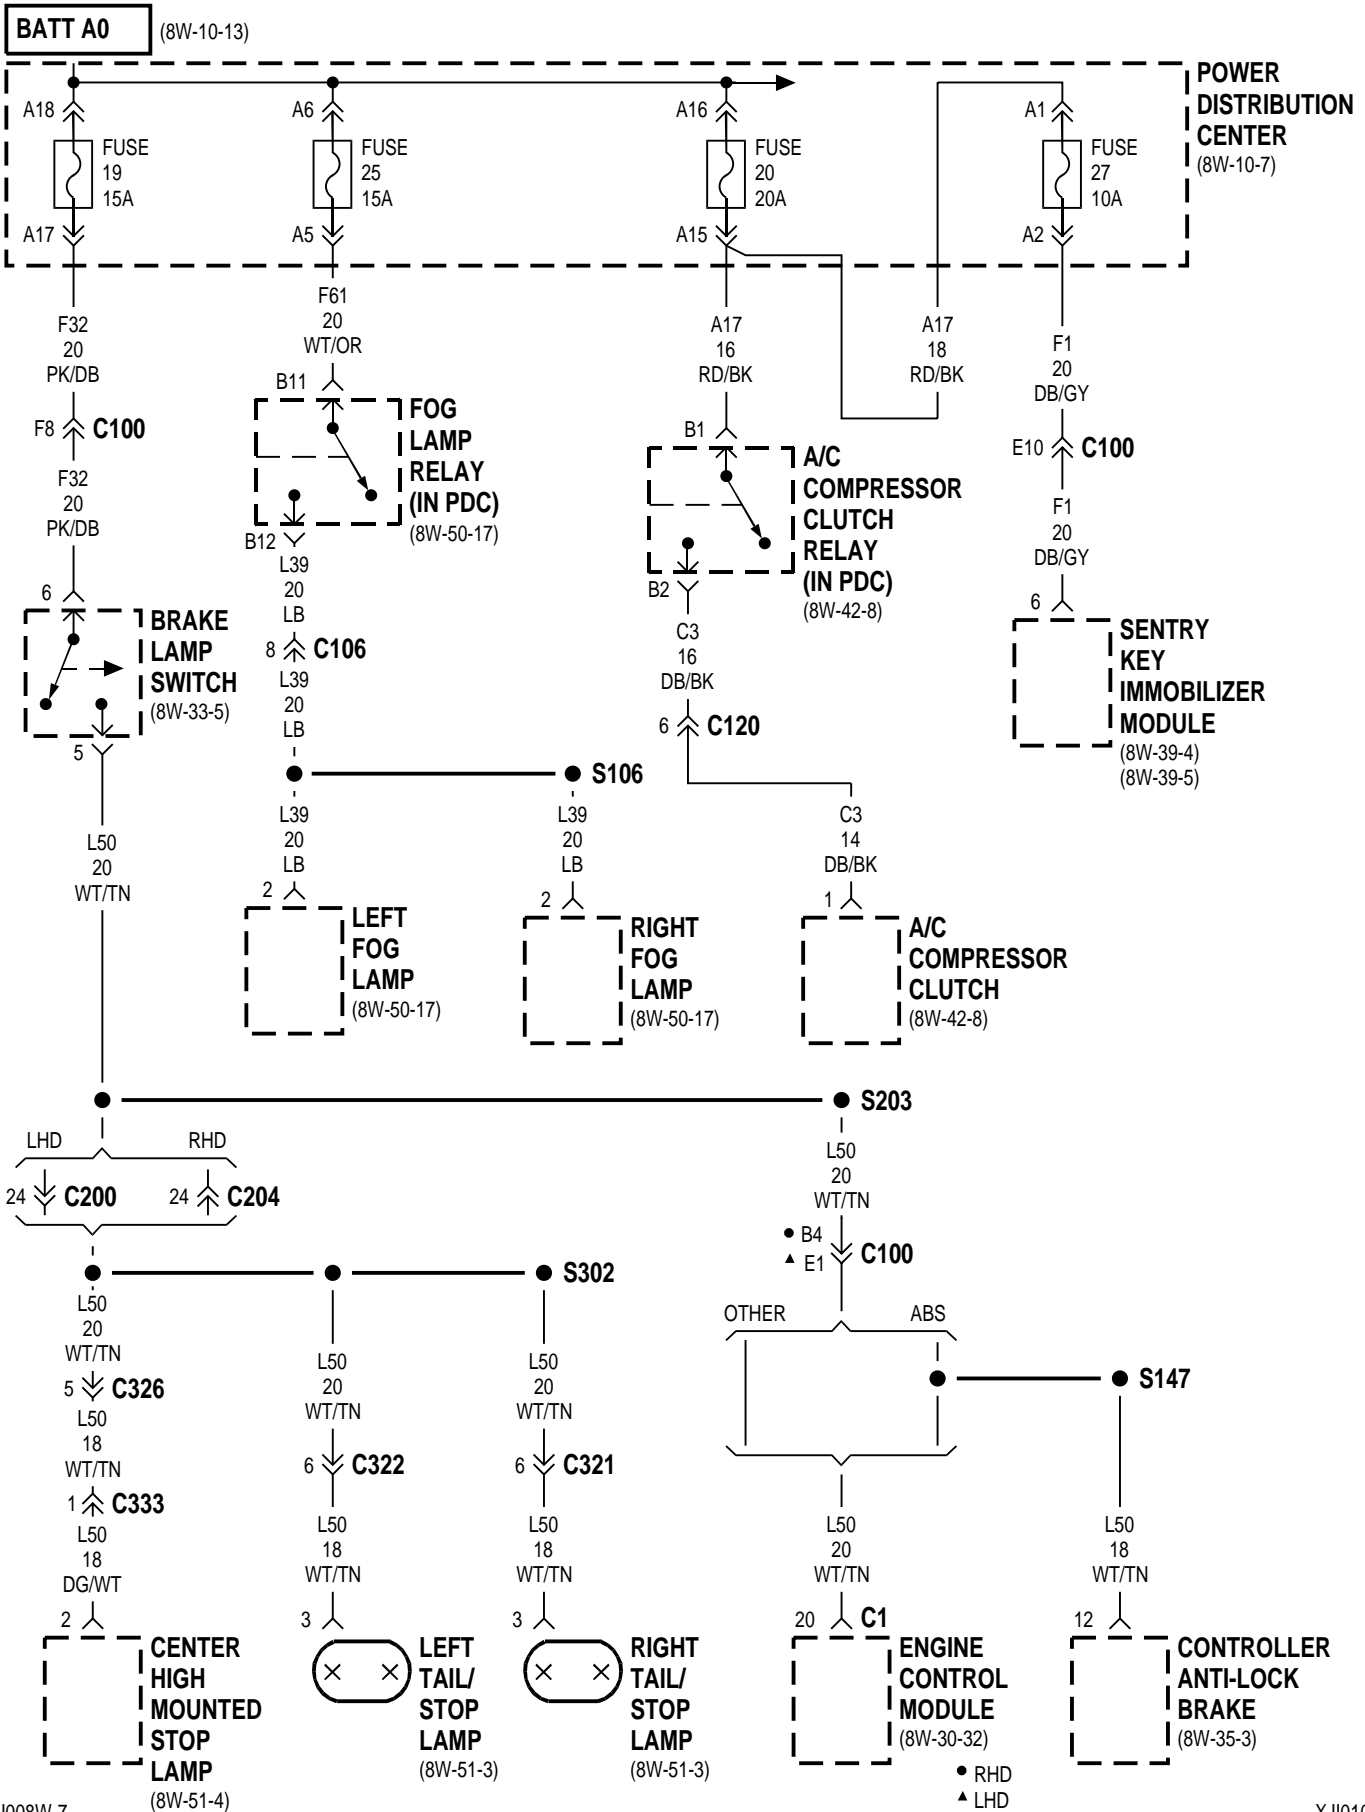 BATT A0 (8W-10-13)
POWER
DISTRIBUTION
CENTER
(8W-10-7)
A18
FUSE
19
15A
A17
A6
FUSE
25
15A
A5
A16
FUSE
20
20A
A15
A1
FUSE
27
10A
A2
F32
20
PK/DB
F8 C100
F32
20
PK/DB
6
BRAKE
LAMP
SWITCH
(8W-33-5)
5
L50
20
WT/TN
F61
20
WT/OR
B11
FOG
LAMP
RELAY
(IN PDC)
(8W-50-17)
B12
L39
20
LB
8 C106
L39
20
LB
S106
L39
20
LB
2
LEFT
FOG
LAMP
(8W-50-17)
L39
20
LB
2
RIGHT
FOG
LAMP
(8W-50-17)
A17
16
RD/BK
B1
A/C
COMPRESSOR
CLUTCH
RELAY
(IN PDC)
(8W-42-8)
B2
C3
16
DB/BK
6 C120
C3
14
DB/BK
1
A/C
COMPRESSOR
CLUTCH
(8W-42-8)
A17
18
RD/BK
F1
20
DB/GY
E10 C100
F1
20
DB/GY
6
SENTRY
KEY
IMMOBILIZER
MODULE
(8W-39-4)
(8W-39-5)
S203
LHD RHD
24 C200 24 C204
S302
L50
20
WT/TN
5 C326
L50
18
WT/TN
1 C333
L50
18
DG/WT
2
CENTER
HIGH
MOUNTED
STOP
LAMP
(8W-51-4)
L50
20
WT/TN
6 C322
L50
18
WT/TN
3
LEFT
TAIL/
STOP
LAMP
(8W-51-3)
L50
20
WT/TN
6 C321
L50
18
WT/TN
3
RIGHT
TAIL/
STOP
LAMP
(8W-51-3)
L50
20
WT/TN
● B4
▲ E1 C100
OTHER ABS
S147
L50
20
WT/TN
20 C1
ENGINE
CONTROL
MODULE
(8W-30-32)
● RHD
▲ LHD
L50
18
WT/TN
12
CONTROLLER
ANTI-LOCK
BRAKE
(8W-35-3)